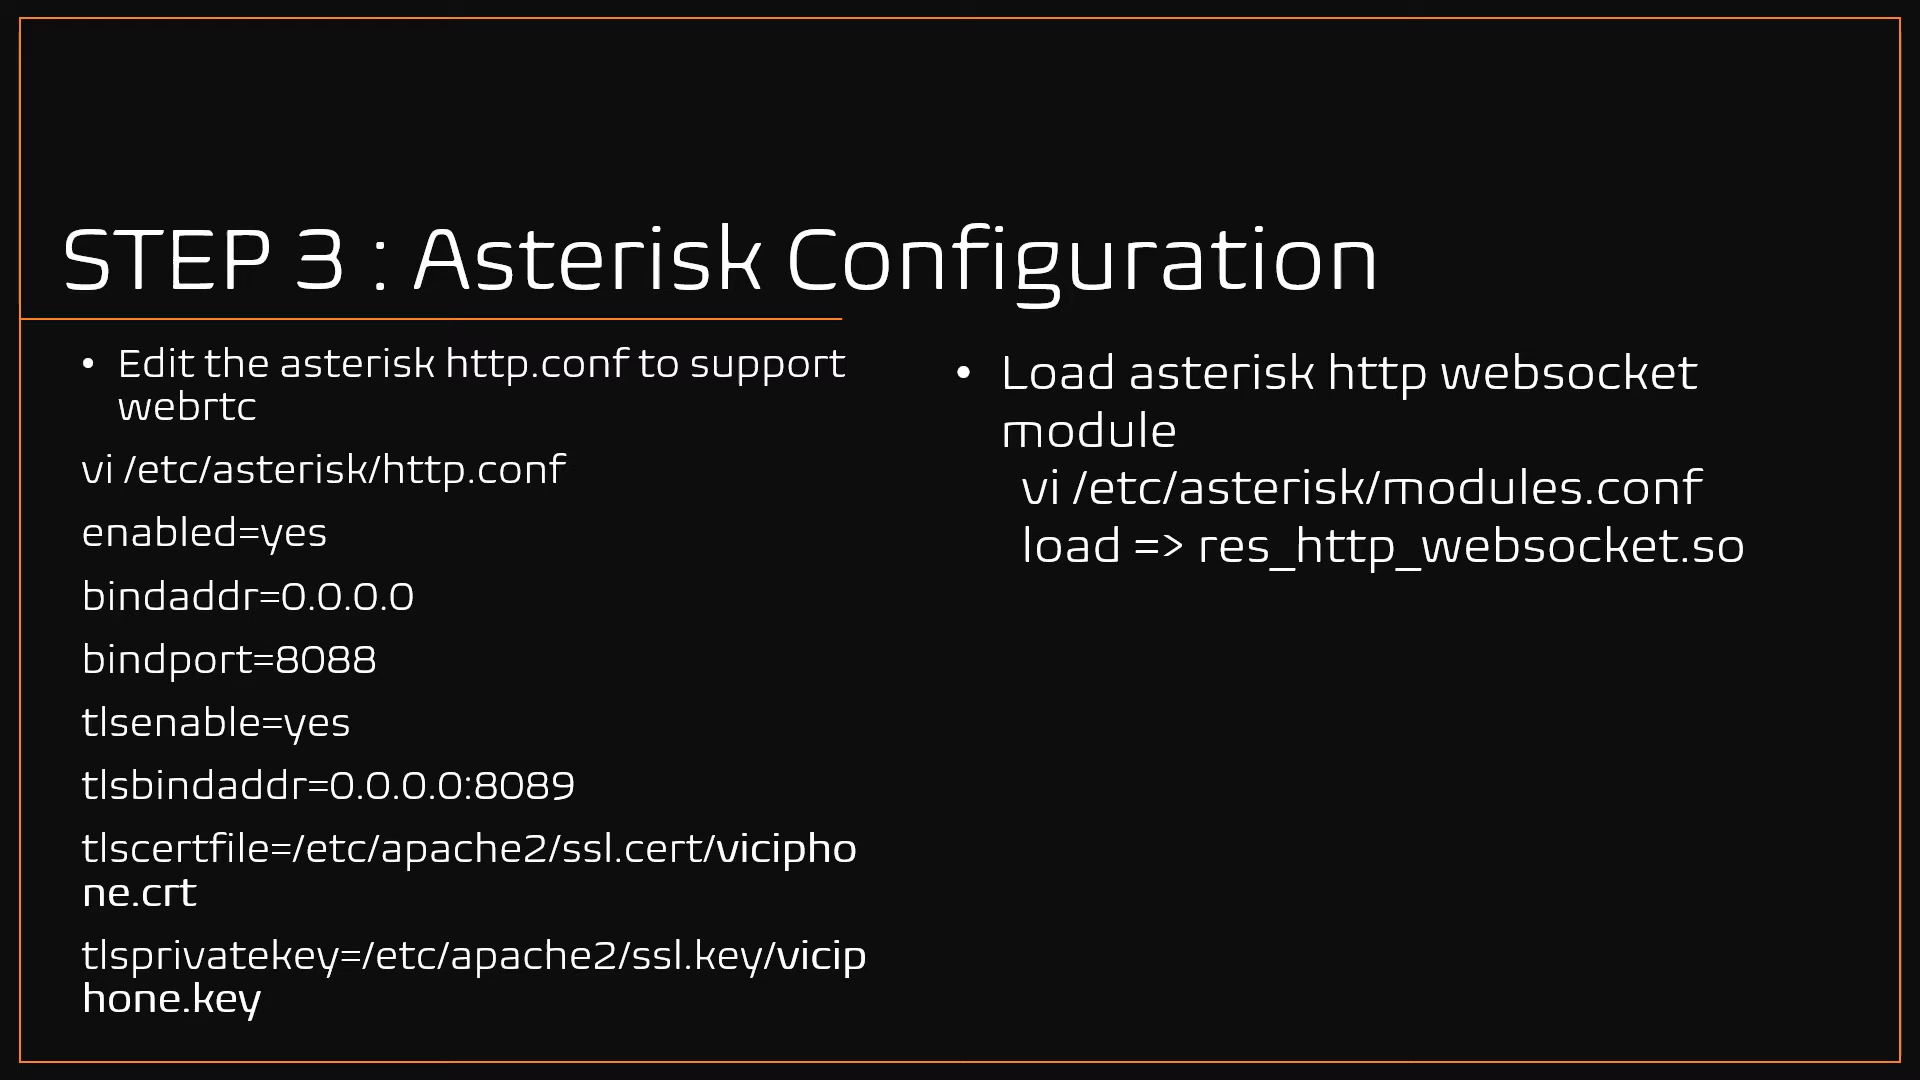 STEP 3 : Asterisk Configuration
• Edit the asterisk http.conf to support
webrtc
vi /etc/asterisk/http.conf
enabled=yes
bindaddr=0.0.0.0
bindport=8088
tlsenable=yes
tlsbindaddr=0.0.0.0:8089
tlscertfile=/etc/apache2/ssl.cert/vicipho
ne.crt
tlsprivatekey=/etc/apache2/ssl.key/vicip
hone.key
• Load asterisk http websocket
module
vi /etc/asterisk/modules.conf
load => res_http_websocket.so